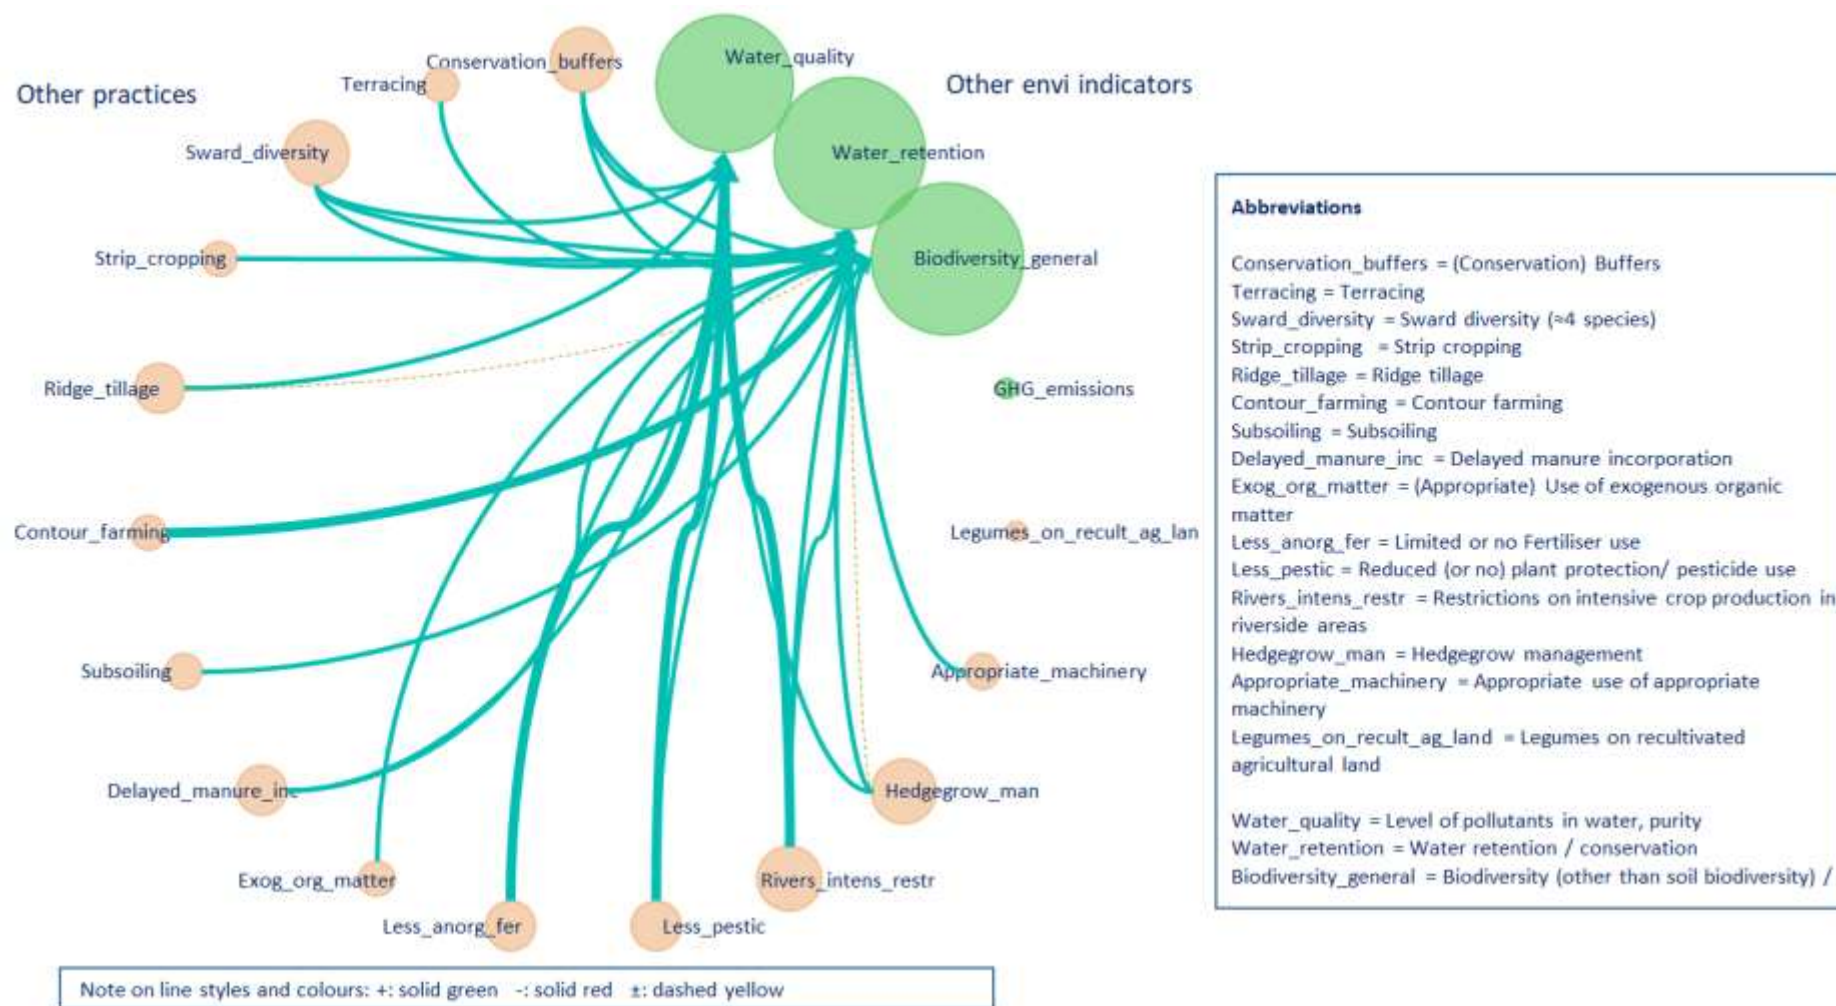 Other practices
Terracing
Conservation_buffers
Water_quality
Other envi indicators
Sward_diversity
Water_retention
Strip_cropping
Biodiversity_general
Ridge_tillage
GHG_emissions
Contour_farming
Legumes_on_recult_ag_lan
Subsoiling
Appropriate_machinery
Delayed_manure_inc
Hedgegrow_man
Exog_org_matter
Rivers_intens_restr
Less_anorg_fer
Less_pestic
Note on line styles and colours: +: solid green -: solid red ±: dashed yellow
Abbreviations
Conservation_buffers = (Conservation) Buffers
Terracing = Terracing
Sward_diversity = Sward diversity (≈4 species)
Strip_cropping = Strip cropping
Ridge_tillage = Ridge tillage
Contour_farming = Contour farming
Subsoiling = Subsoiling
Delayed_manure_inc = Delayed manure incorporation
Exog_org_matter = (Appropriate) Use of exogenous organic
matter
Less_anorg_fer = Limited or no Fertiliser use
Less_pestic = Reduced (or no) plant protection/ pesticide use
Rivers_intens_restr = Restrictions on intensive crop production in
riverside areas
Hedgegrow_man = Hedgegrow management
Appropriate_machinery = Appropriate use of appropriate
machinery
Legumes_on_recult_ag_land = Legumes on recultivated
agricultural land
Water_quality = Level of pollutants in water, purity
Water_retention = Water retention / conservation
Biodiversity_general = Biodiversity (other than soil biodiversity) /